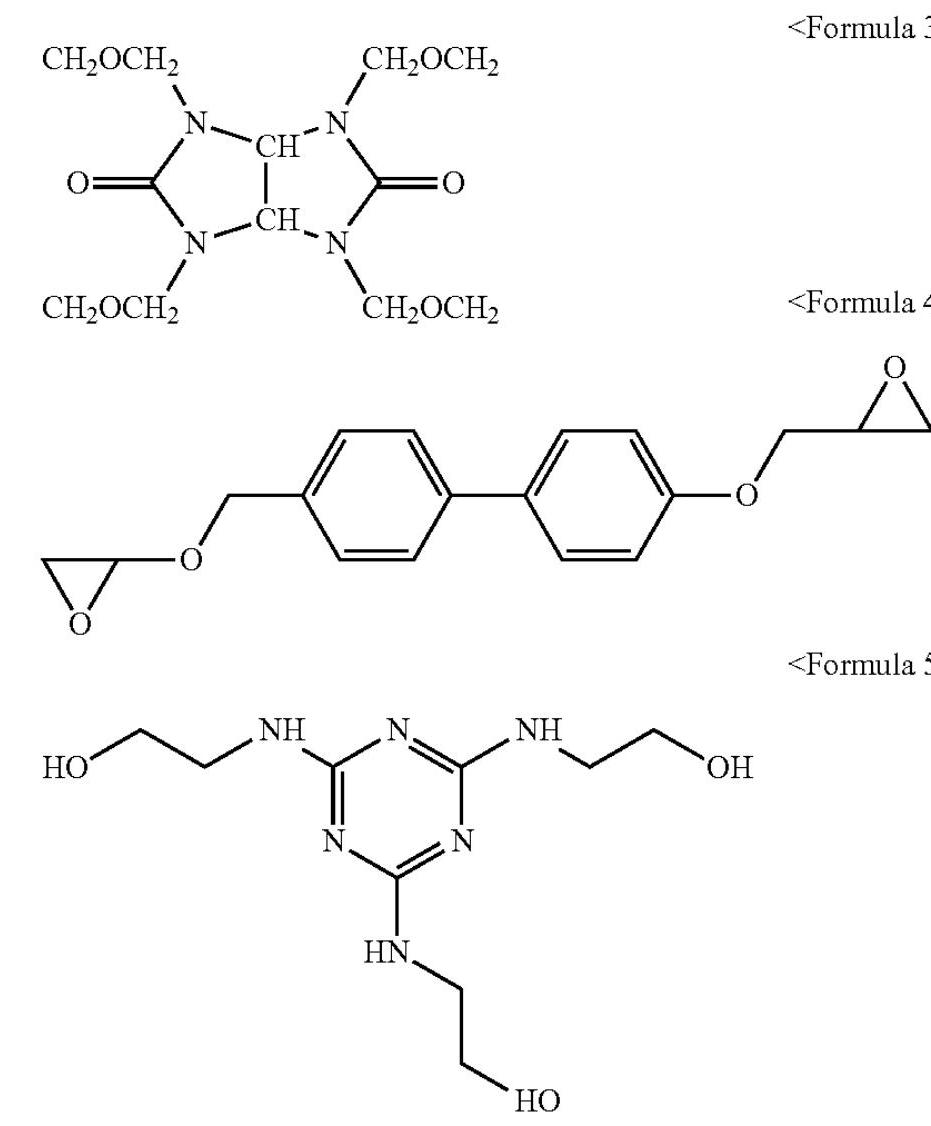 <Formula 3
CH₂OCH₂ CH₂OCH₂
N N
CH
O O
CH
N N
CH₂OCH₂ CH₂OCH₂
<Formula 4
O
O
O
O
<Formula 5
NH N NH
HO OH
N N
HN
HO